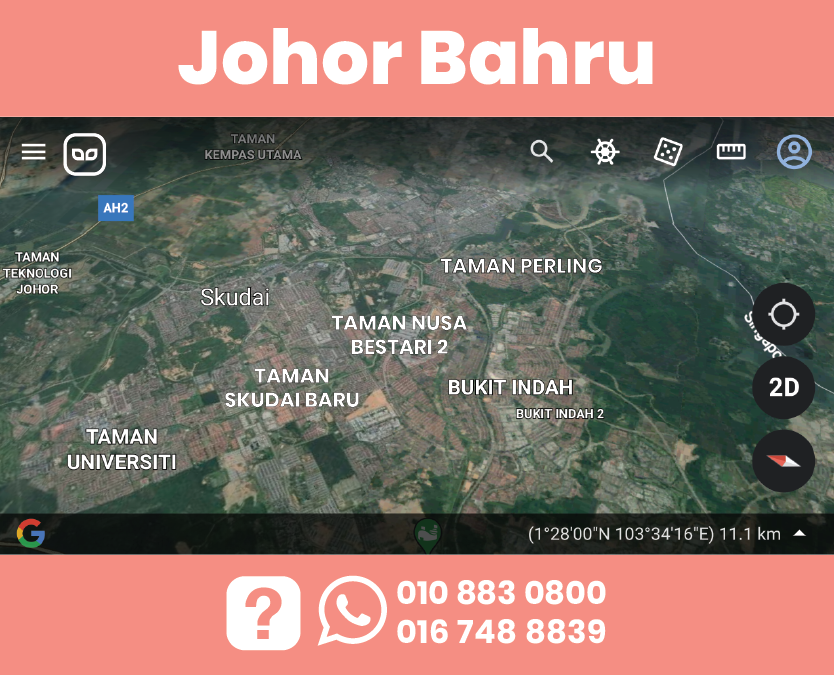 Johor Bahru
TAMAN
KEMPAS UTAMA
AH2
TAMAN
TEKNOLOGI
JOHOR
TAMAN PERLING
Skudai
TAMAN NUSA
BESTARI 2
Singapo
TAMAN
SKUDAI BARU
BUKIT INDAH
2D
BUKIT INDAH 2
TAMAN
UNIVERSITI
G
(1°28'00"N 103°34'16"E) 11.1 km
?
010 883 0800
016 748 8839